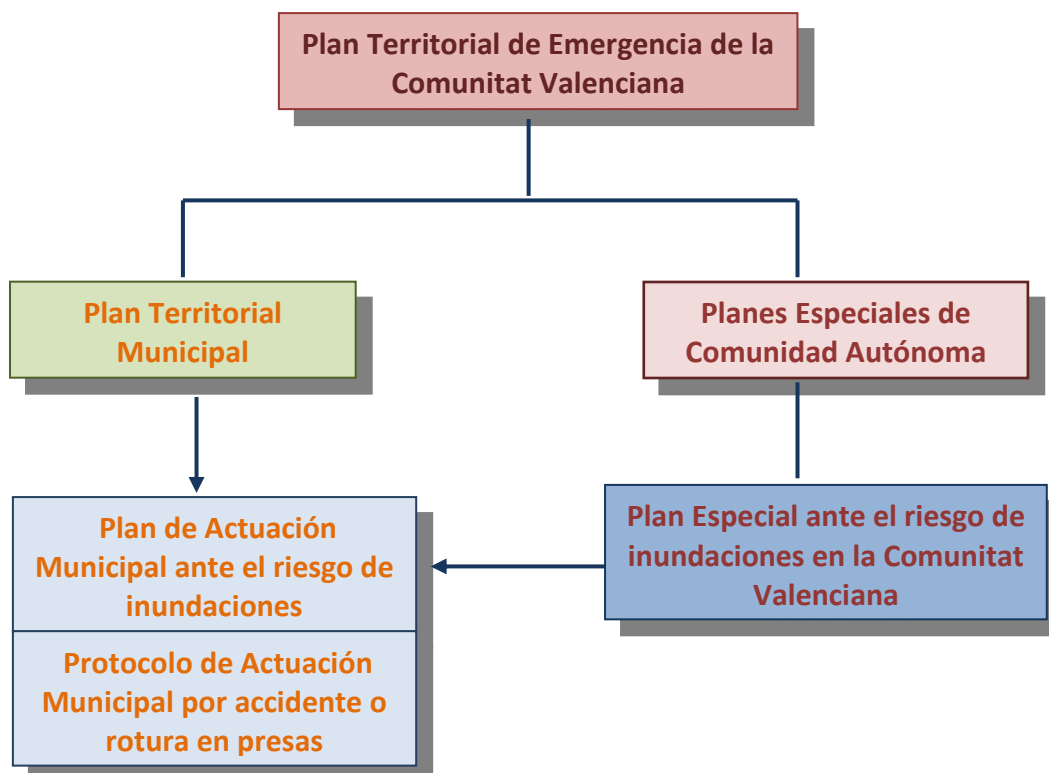 Plan Territorial de Emergencia de la
Comunitat Valenciana
Plan Territorial
Municipal
Planes Especiales de
Comunidad Autónoma
Plan de Actuación
Municipal ante el riesgo de
inundaciones
Plan Especial ante el riesgo de
inundaciones en la Comunitat
Valenciana
Protocolo de Actuación
Municipal por accidente o
rotura en presas